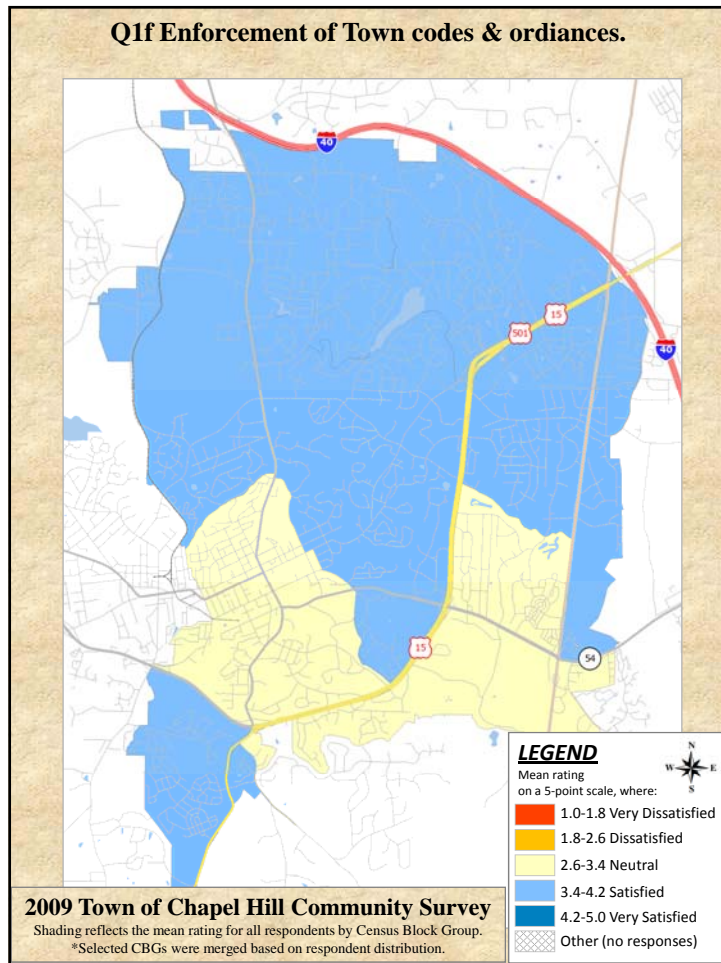 Q1f Enforcement of Town codes & ordiances.
40
15
501
40
15
54
LEGEND
Mean rating
on a 5-point scale, where:
N
W E
S
1.0-1.8 Very Dissatisfied
1.8-2.6 Dissatisfied
2.6-3.4 Neutral
3.4-4.2 Satisfied
4.2-5.0 Very Satisfied
Other (no responses)
2009 Town of Chapel Hill Community Survey
Shading reflects the mean rating for all respondents by Census Block Group.
*Selected CBGs were merged based on respondent distribution.